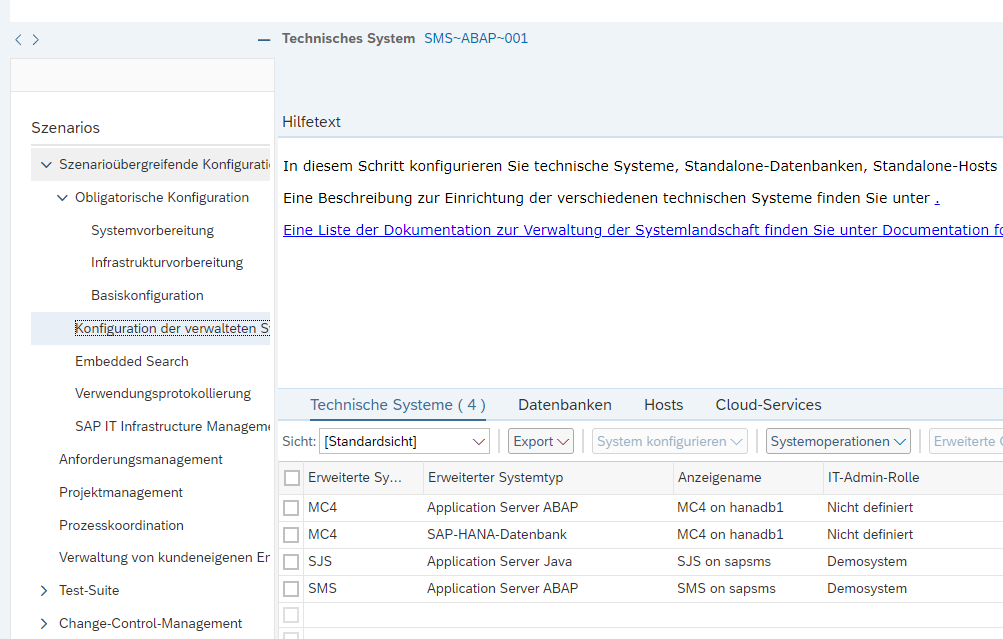 Technisches System SMS~ABAP~001
Szenarios
Szenarioübergreifende Konfigurati
Obligatorische Konfiguration
Systemvorbereitung
Infrastrukturvorbereitung
Basiskonfiguration
Konfiguration der verwalteten S
Embedded Search
Verwendungsprotokollierung
SAP IT Infrastructure Manageme
Anforderungsmanagement
Projektmanagement
Prozesskoordination
Verwaltung von kundeneigenen En
Test-Suite
Change-Control-Management
Hilfetext
In diesem Schritt konfigurieren Sie technische Systeme, Standalone-Datenbanken, Standalone-Hosts
Eine Beschreibung zur Einrichtung der verschiedenen technischen Systeme finden Sie unter .
Eine Liste der Dokumentation zur Verwaltung der Systemlandschaft finden Sie unter Documentation fo
Technische Systeme ( 4 ) Datenbanken Hosts Cloud-Services
Sicht: [Standardsicht] Export System konfigurieren Systemoperationen Erweiterte
Erweiterte Sy... Erweiterter Systemtyp Anzeigename IT-Admin-Rolle
MC4 Application Server ABAP MC4 on hanadb1 Nicht definiert
MC4 SAP-HANA-Datenbank MC4 on hanadb1 Nicht definiert
SJS Application Server Java SJS on sapsms Demosystem
SMS Application Server ABAP SMS on sapsms Demosystem